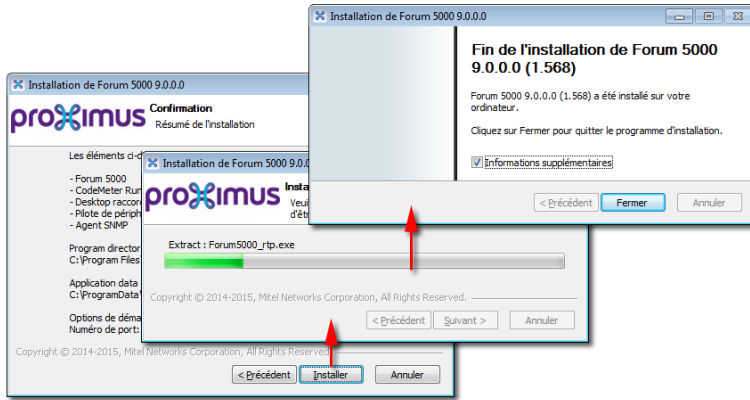 Installation de Forum 5000 9.0.0.0
Fin de l'installation de Forum 5000
9.0.0.0 (1.568)
Forum 5000 9.0.0.0 (1.568) a été installé sur votre
ordinateur.
Cliquez sur Fermer pour quitter le programme d'installation.
Informations supplémentaires
< Précédent
Fermer
Annuler
Installation de Forum 5000 9.0.0.0
proximus
Confirmation
Résumé de l'installation
Les éléments ci-d
- Forum 5000
- CodeMeter Run
- Desktop raccor
- Pilote de périph
- Agent SNMP
Program director
C:\Program Files
Application data
C:\ProgramData\
Options de déma
Numéro de port:
Copyright © 2014-2015, Mitel Networks Corporation, All Rights Reserved
< Précédent
Installer
Annuler
Installation de Forum 5000 9.0.
proximus
Insta
Veui
d'êtr
Extract : Forum5000_rtp.exe
Copyright © 2014-2015, Mitel Networks Corporation, All Rights Reserved.
< Précédent
Suivant >
Annuler